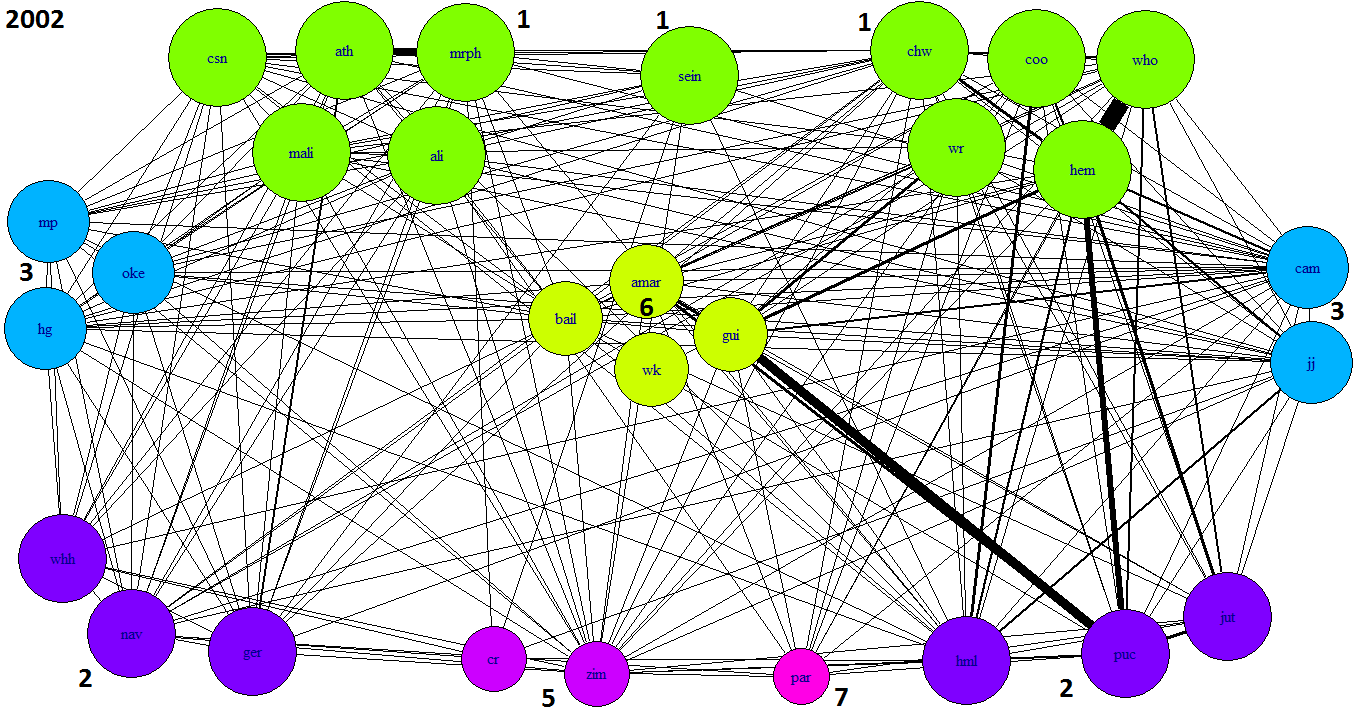 2002
1
1
1
csn
ath
mrph
sein
chw
coo
who
mali
ali
wr
hem
mp
3
oke
hg
amar
6
bail
gui
wk
cam
3
jj
whh
nav
2
ger
cr
zim
5
par
7
hml
puc
2
jut